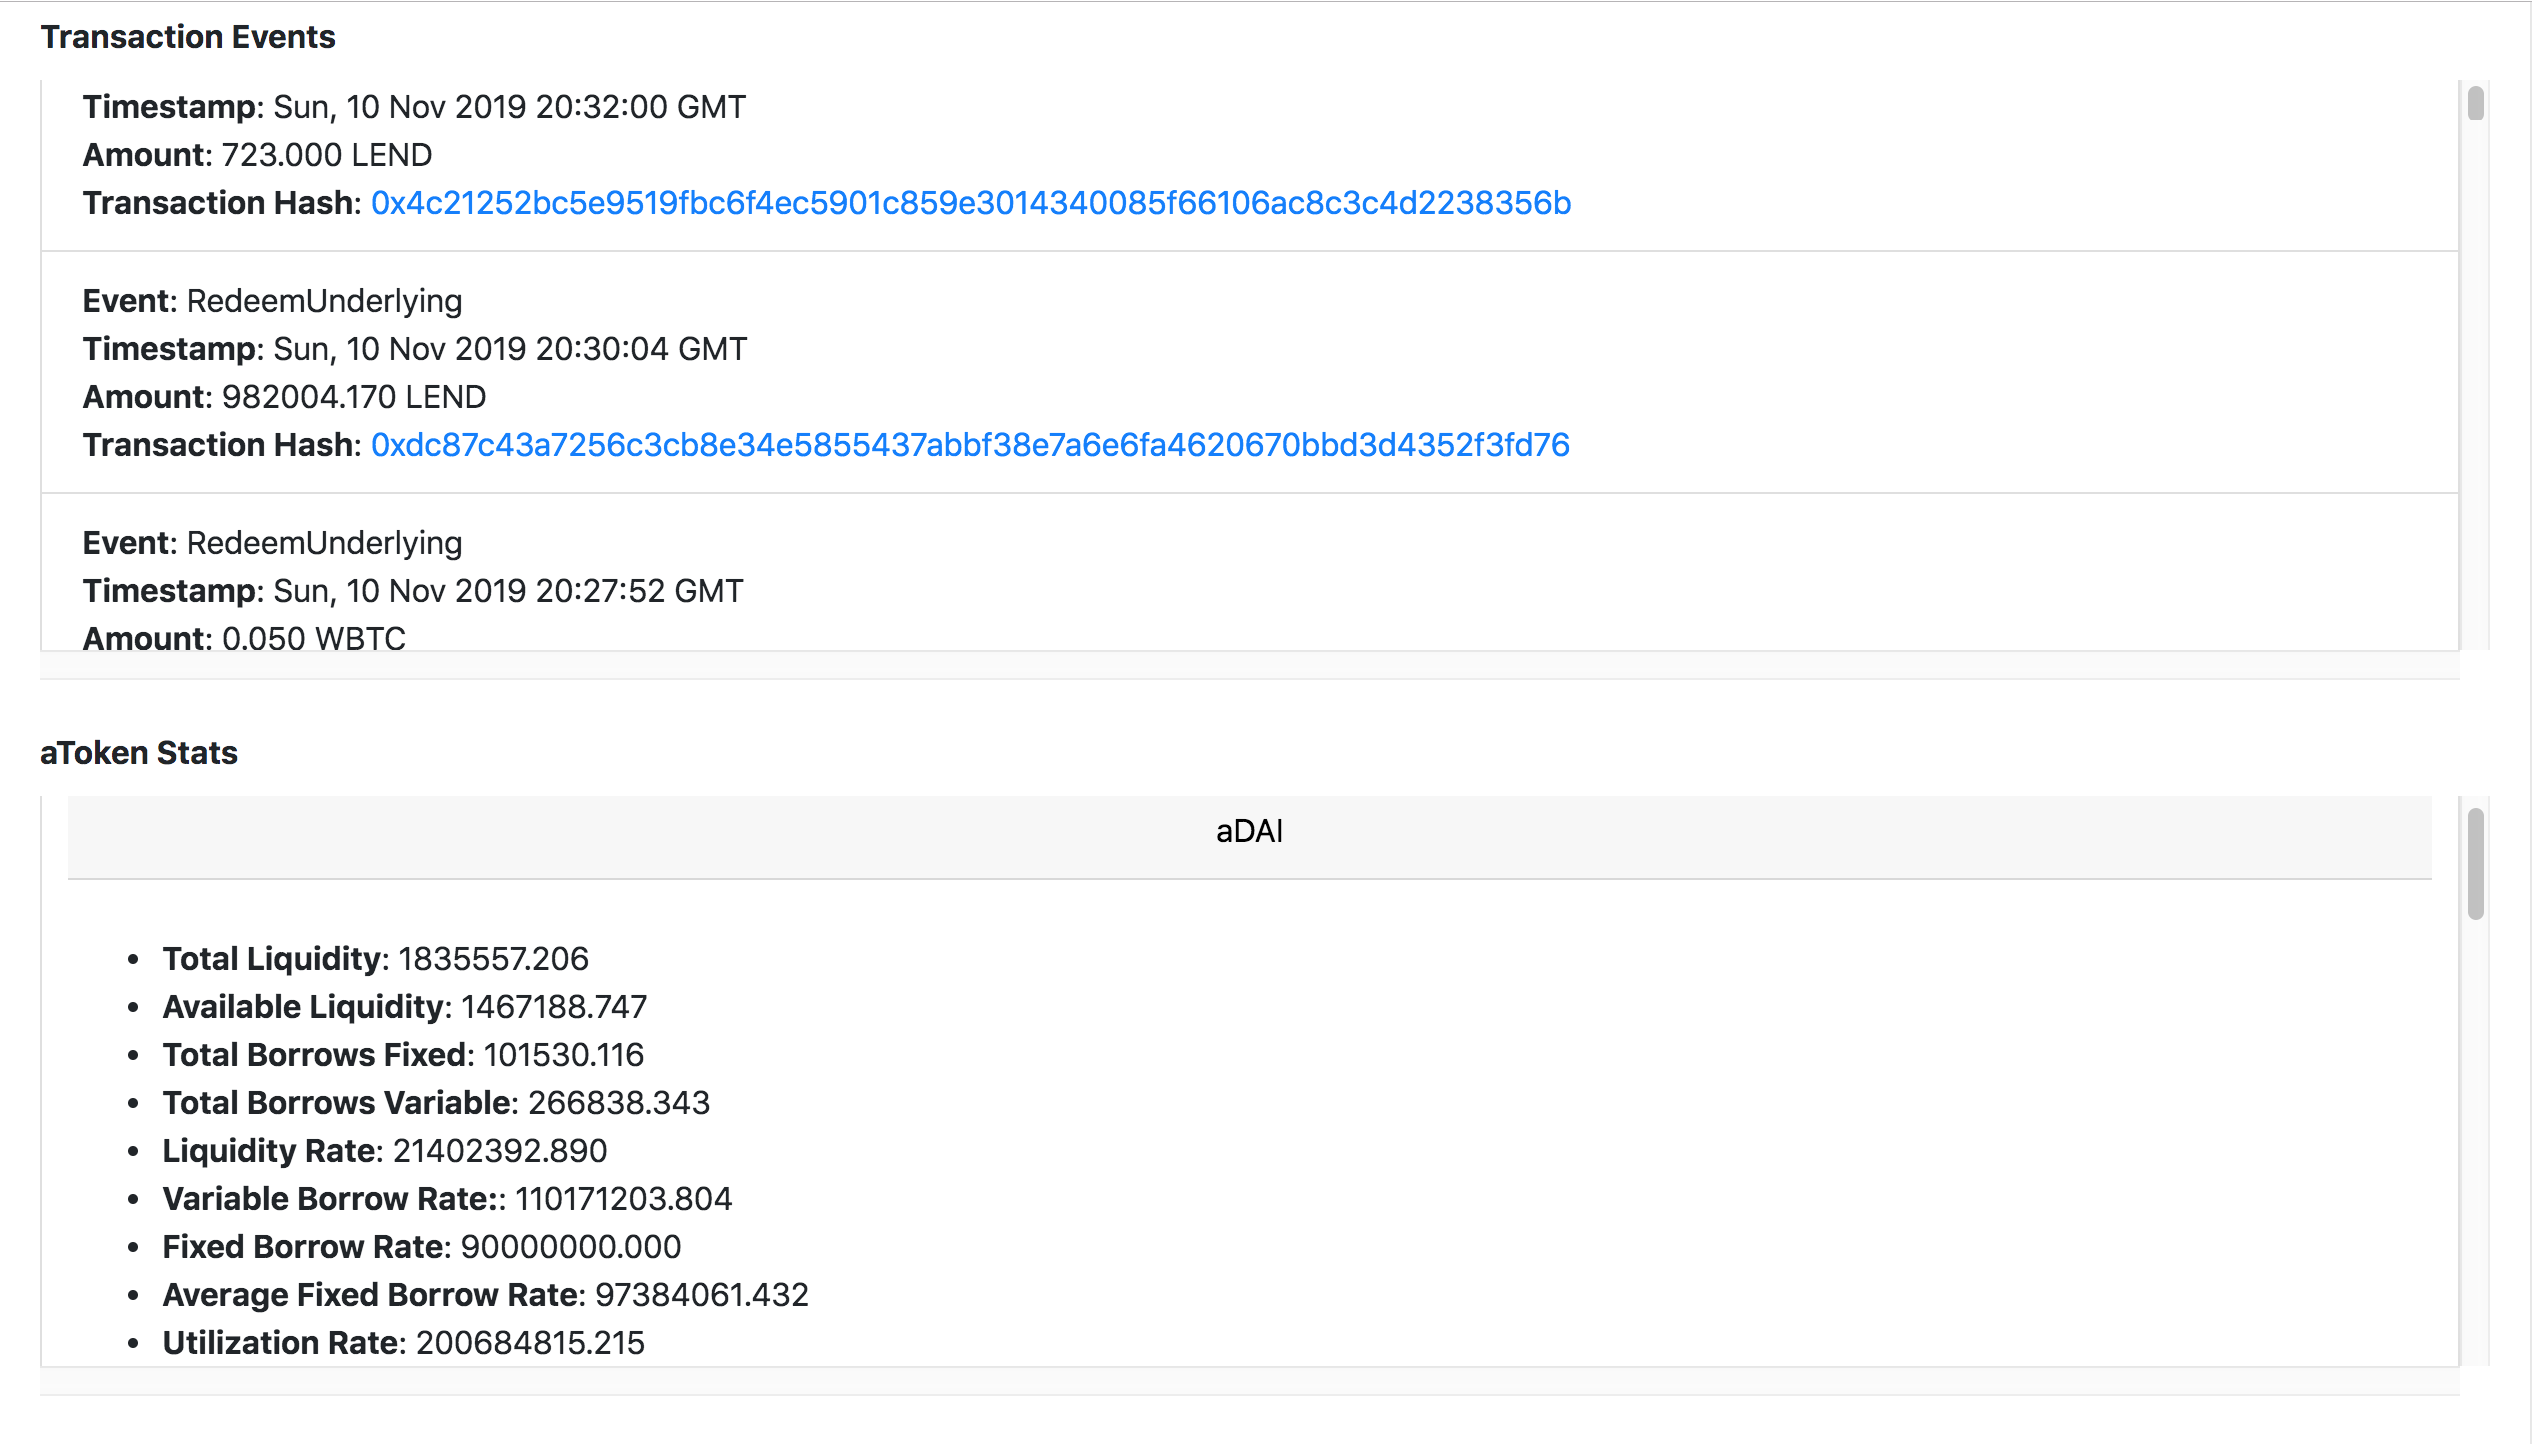 Transaction Events
Timestamp: Sun, 10 Nov 2019 20:32:00 GMT
Amount: 723.000 LEND
Transaction Hash: 0x4c21252bc5e9519fbc6f4ec5901c859e3014340085f66106ac8c3c4d2238356b
Event: RedeemUnderlying
Timestamp: Sun, 10 Nov 2019 20:30:04 GMT
Amount: 982004.170 LEND
Transaction Hash: 0xdc87c43a7256c3cb8e34e5855437abbf38e7a6e6fa4620670bbd3d4352f3fd76
Event: RedeemUnderlying
Timestamp: Sun, 10 Nov 2019 20:27:52 GMT
Amount: 0.050 WBTC
aToken Stats
aDAI
• Total Liquidity: 1835557.206
• Available Liquidity: 1467188.747
• Total Borrows Fixed: 101530.116
• Total Borrows Variable: 266838.343
• Liquidity Rate: 21402392.890
• Variable Borrow Rate:: 110171203.804
• Fixed Borrow Rate: 90000000.000
• Average Fixed Borrow Rate: 97384061.432
• Utilization Rate: 200684815.215